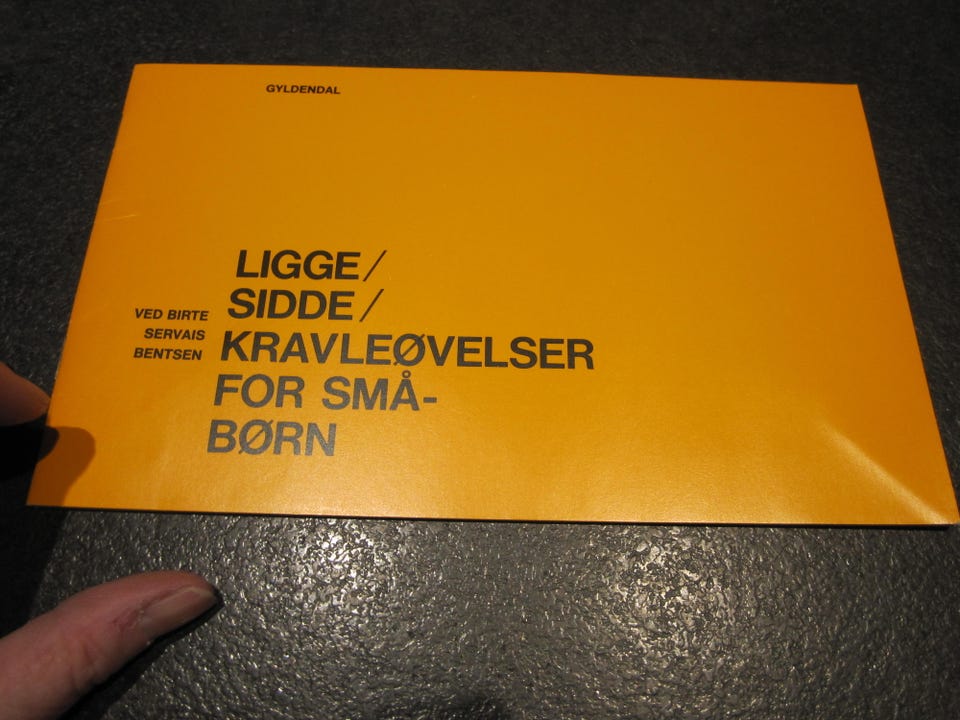 GYLDENDAL
VED BIRTE
SERVAIS
BENTSEN
LIGGE/
SIDDE/
KRAVLEØVELSER
FOR SMÅ-
BØRN